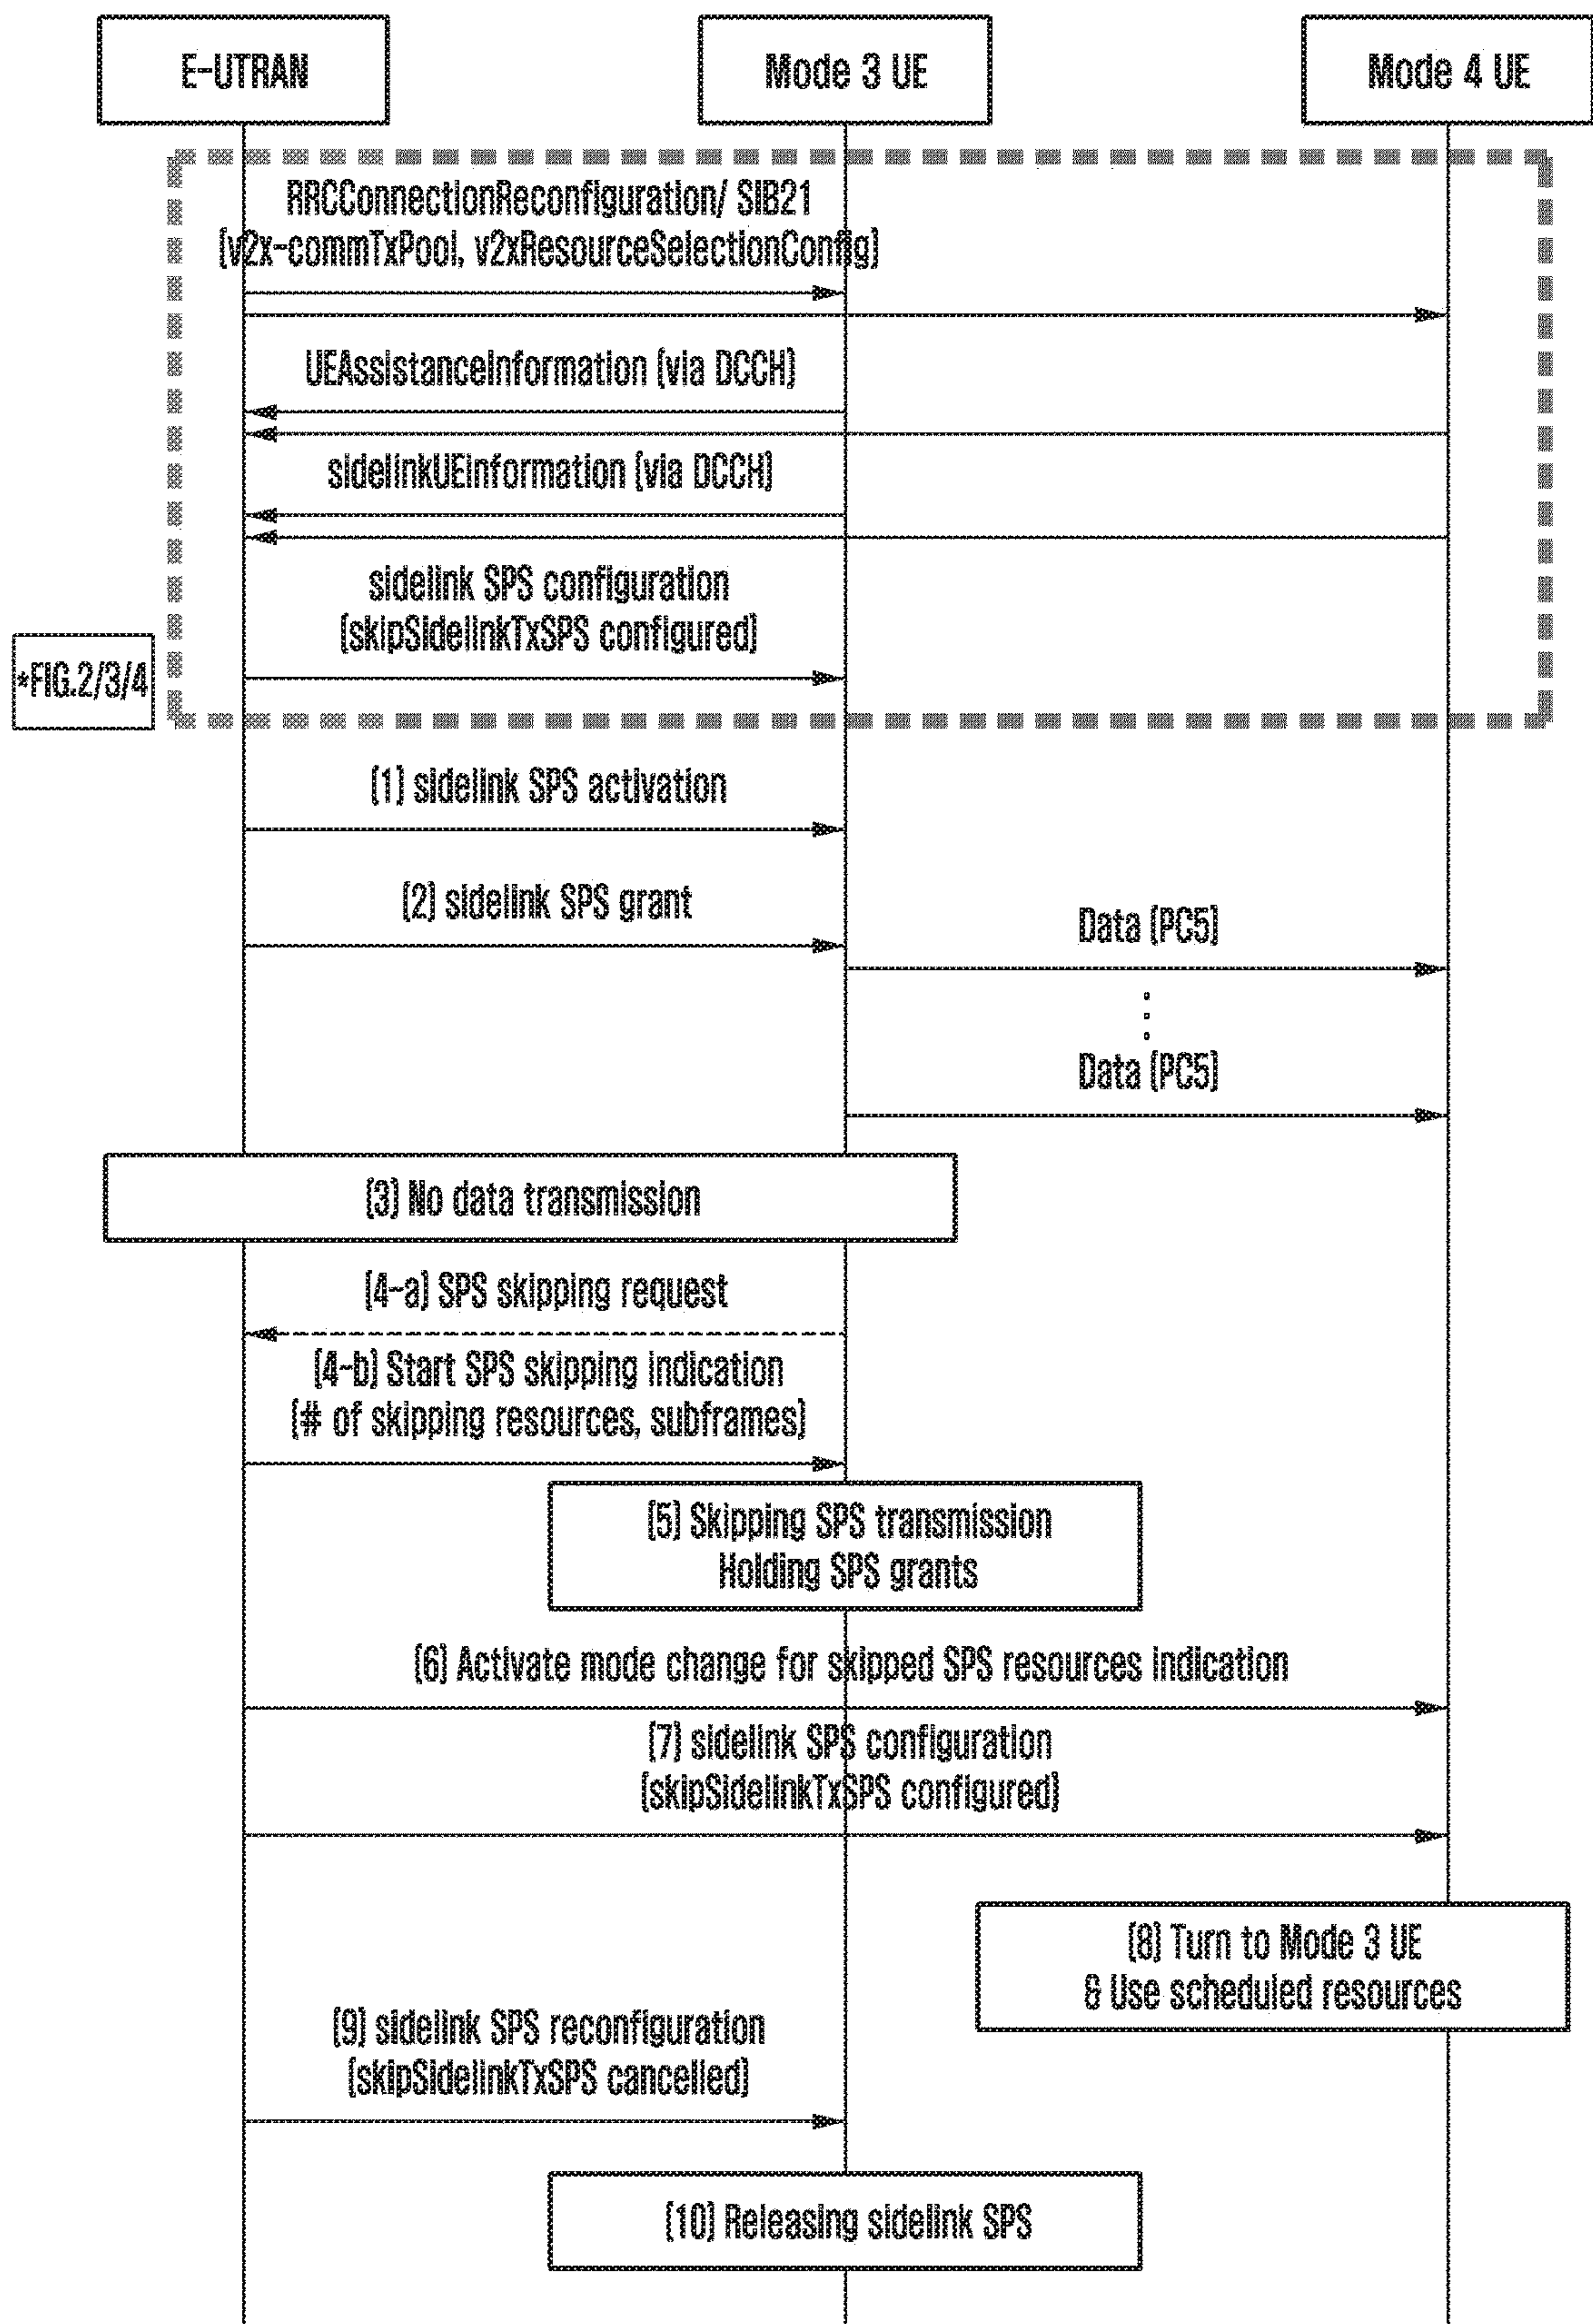 E-UTRAN
Mode 3 UE
Mode 4 UE
RRCConnectionReconfiguration/ SIB21
(v2x-commTxPool, v2xResourceSelectionConfig)
UEAssistanceInformation (via DCCH)
sidelinkUEinformation (via DCCH)
sidelink SPS configuration
(skipSidelinkTxSPS configured)
*FIG.2/3/4
(1) sidelink SPS activation
(2) sidelink SPS grant
Data (PC5)
Data (PC5)
(3) No data transmission
(4-a) SPS skipping request
(4-b) Start SPS skipping indication
(# of skipping resources, subframes)
(5) Skipping SPS transmission
Holding SPS grants
(6) Activate mode change for skipped SPS resources indication
(7) sidelink SPS configuration
(skipSidelinkTxSPS configured)
(8) Turn to Mode 3 UE
& Use scheduled resources
(9) sidelink SPS reconfiguration
(skipSidelinkTxSPS cancelled)
(10) Releasing sidelink SPS